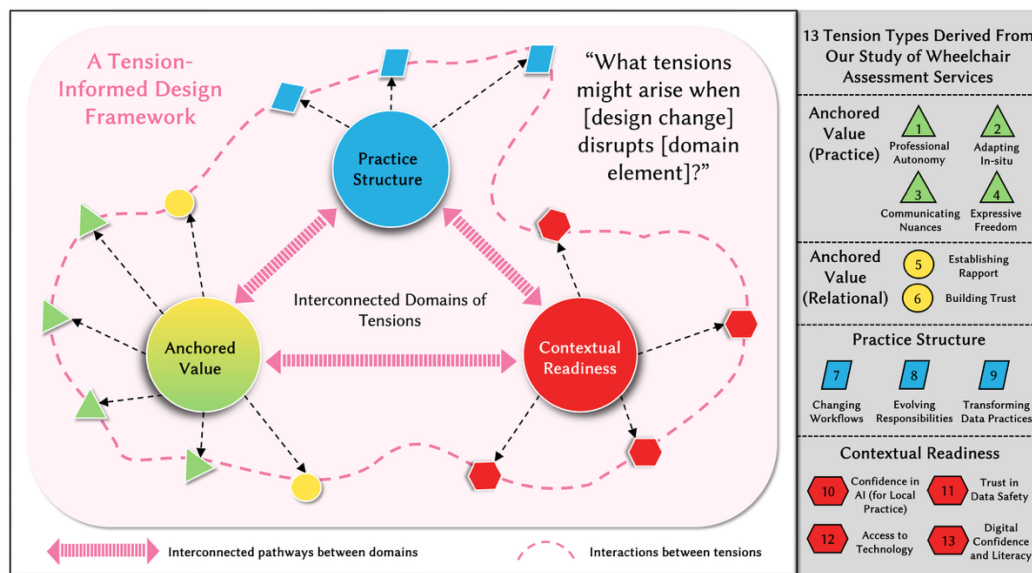 A Tension-
Informed Design
Framework
“What tensions
might arise when
[design change]
disrupts [domain
element]?”
Practice
Structure
Interconnected Domains of
Tensions
Anchored
Value
Contextual
Readiness
Interconnected pathways between domains
Interactions between tensions
13 Tension Types Derived From
Our Study of Wheelchair
Assessment Services
Anchored
Value
(Practice)
1
Professional
Autonomy
2
Adapting
In-situ
3
Communicating
Nuances
4
Expressive
Freedom
Anchored
Value
(Relational)
5
Establishing
Rapport
6
Building Trust
Practice Structure
7
Changing
Workflows
8
Evolving
Responsibilities
9
Transforming
Data Practices
Contextual Readiness
10
Confidence in
AI (for Local
Practice)
11
Trust in
Data Safety
12
Access to
Technology
13
Digital
Confidence
and Literacy